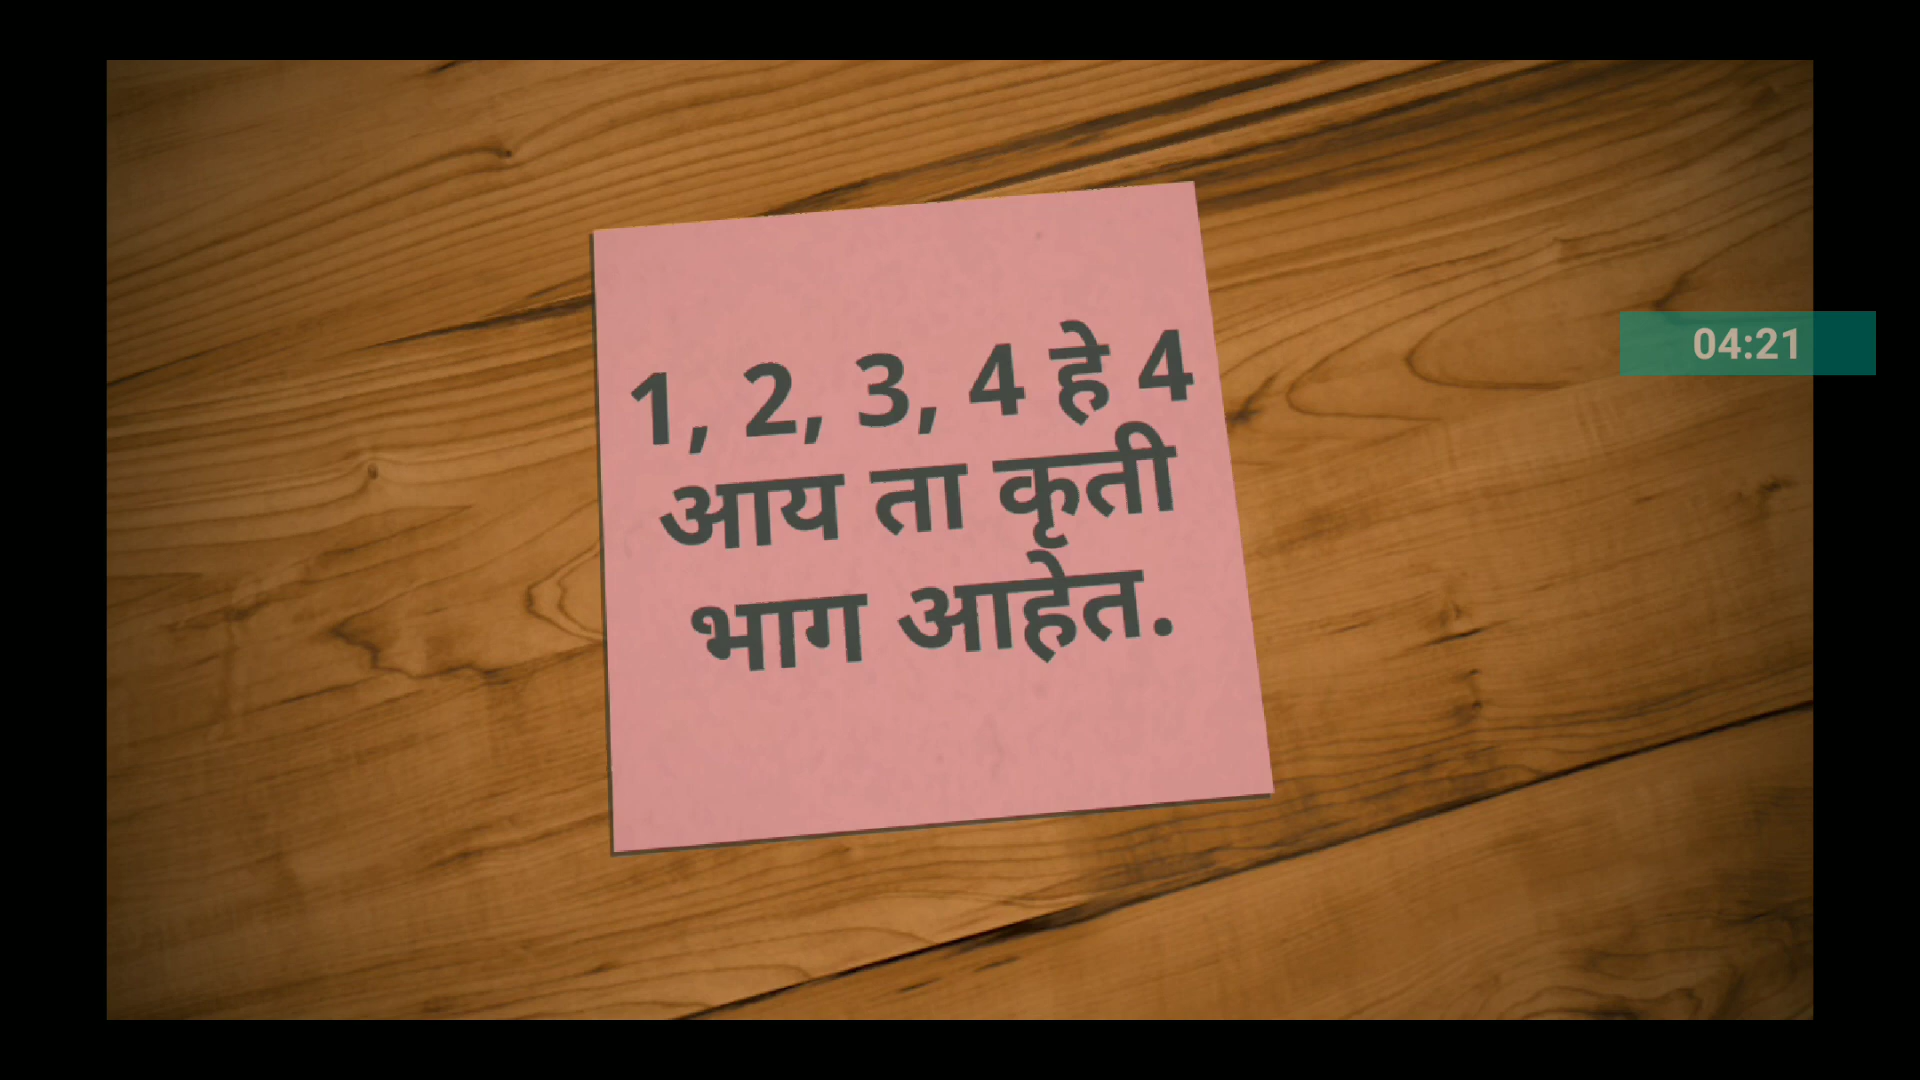 1, 2, 3, 4 हे 4
आय ता कृती
भाग आहेत.
04:21